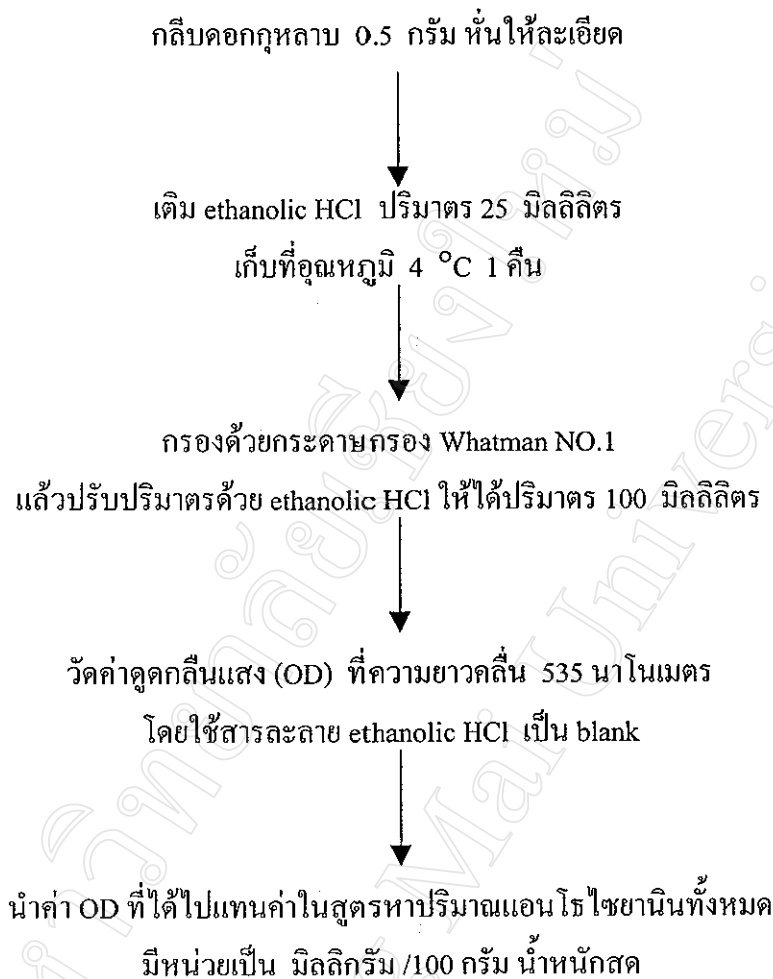 กลีบดอกกุหลาบ 0.5 กรัม หั่นให้ละเอียด
เติม ethanolic HCl ปริมาตร 25 มิลลิลิตร
เก็บที่อุณหภูมิ 4 °C 1 คืน
กรองด้วยกระดาษกรอง Whatman NO.1
แล้วปรับปริมาตรด้วย ethanolic HCl ให้ได้ปริมาตร 100 มิลลิลิตร
วัดค่าดูดกลืนแสง (OD) ที่ความยาวคลื่น 535 นาโนเมตร
โดยใช้สารละลาย ethanolic HCl เป็น blank
นำค่า OD ที่ได้ไปแทนค่าในสูตรหาปริมาณแอนโธไซยานินทั้งหมด
มีหน่วยเป็น มิลลิกรัม /100 กรัม น้ำหนักสด